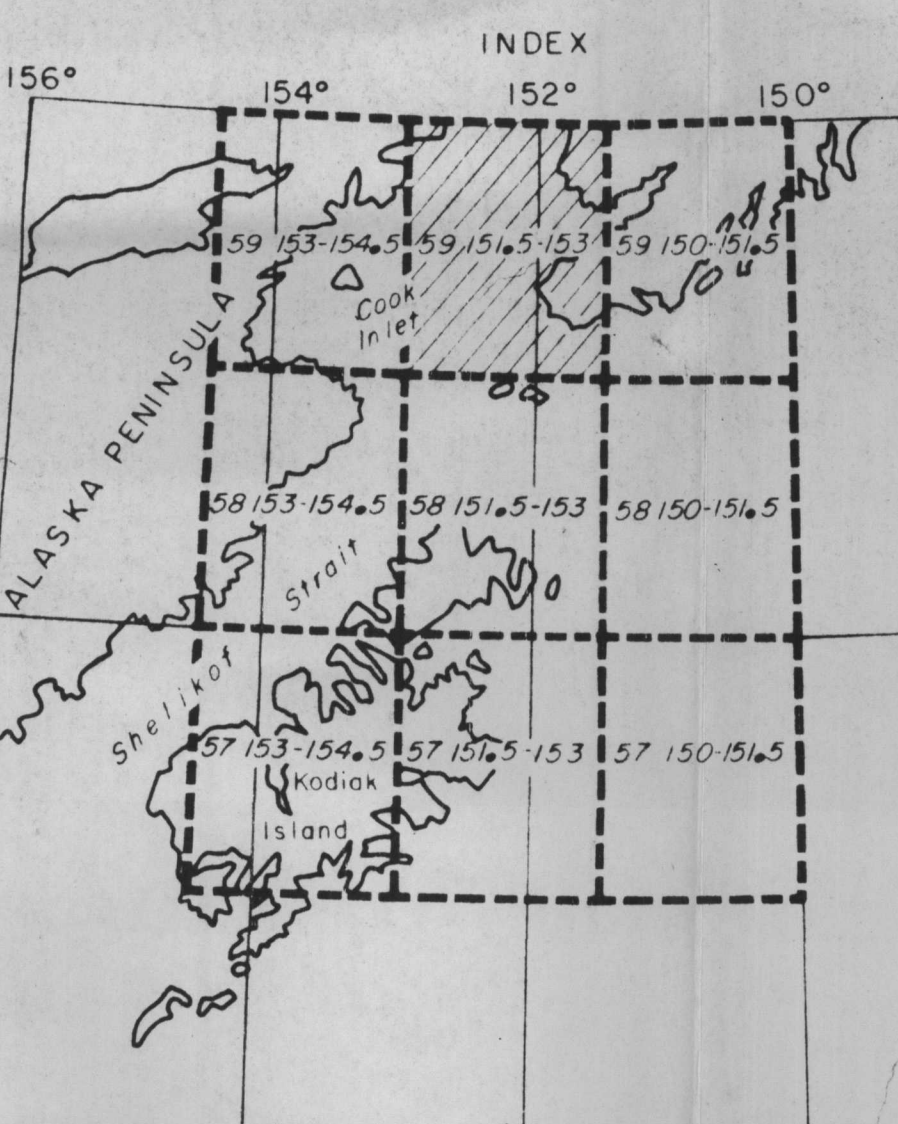 INDEX
156° 154° 152° 150°
59 153-154.5 59 151.5-153 59 150-151.5
Cook
Inlet
ALASKA PENINSULA
58 153-154.5 58 151.5-153 58 150-151.5
Shelikof Strait
57 153-154.5 57 151.5-153 57 150-151.5
Kodiak
Island